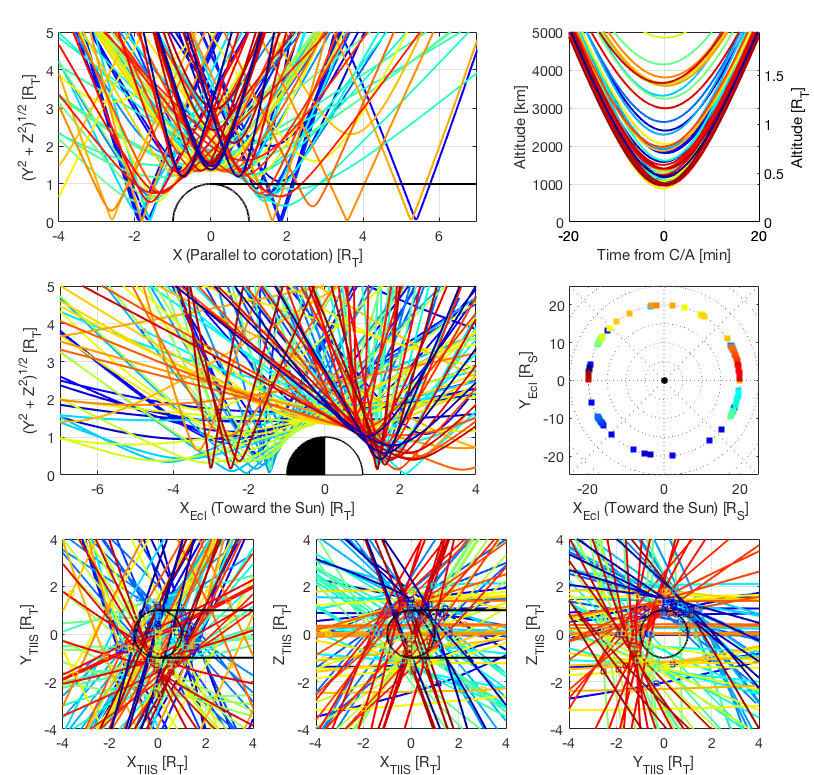 5
4
3
2
1
0
(Y² + Z²)^1/2 [R_T]
-4 -2 0 2 4 6
X (Parallel to corotation) [R_T]
5000
4000
3000
2000
1000
0
Altitude [km]
1.5
1
0.5
0
Altitude [R_T]
-20 0 20
Time from C/A [min]
5
4
3
2
1
0
(Y² + Z²)^1/2 [R_T]
-6 -4 -2 0 2 4
X_Ecl (Toward the Sun) [R_T]
20
10
0
-10
-20
Y_Ecl [R_S]
-20 0 20
X_Ecl (Toward the Sun) [R_S]
4
2
0
-2
-4
Y_TIIS [R_T]
-4 -2 0 2 4
X_TIIS [R_T]
4
2
0
-2
-4
Z_TIIS [R_T]
-4 -2 0 2 4
X_TIIS [R_T]
4
2
0
-2
-4
Z_TIIS [R_T]
-4 -2 0 2 4
Y_TIIS [R_T]